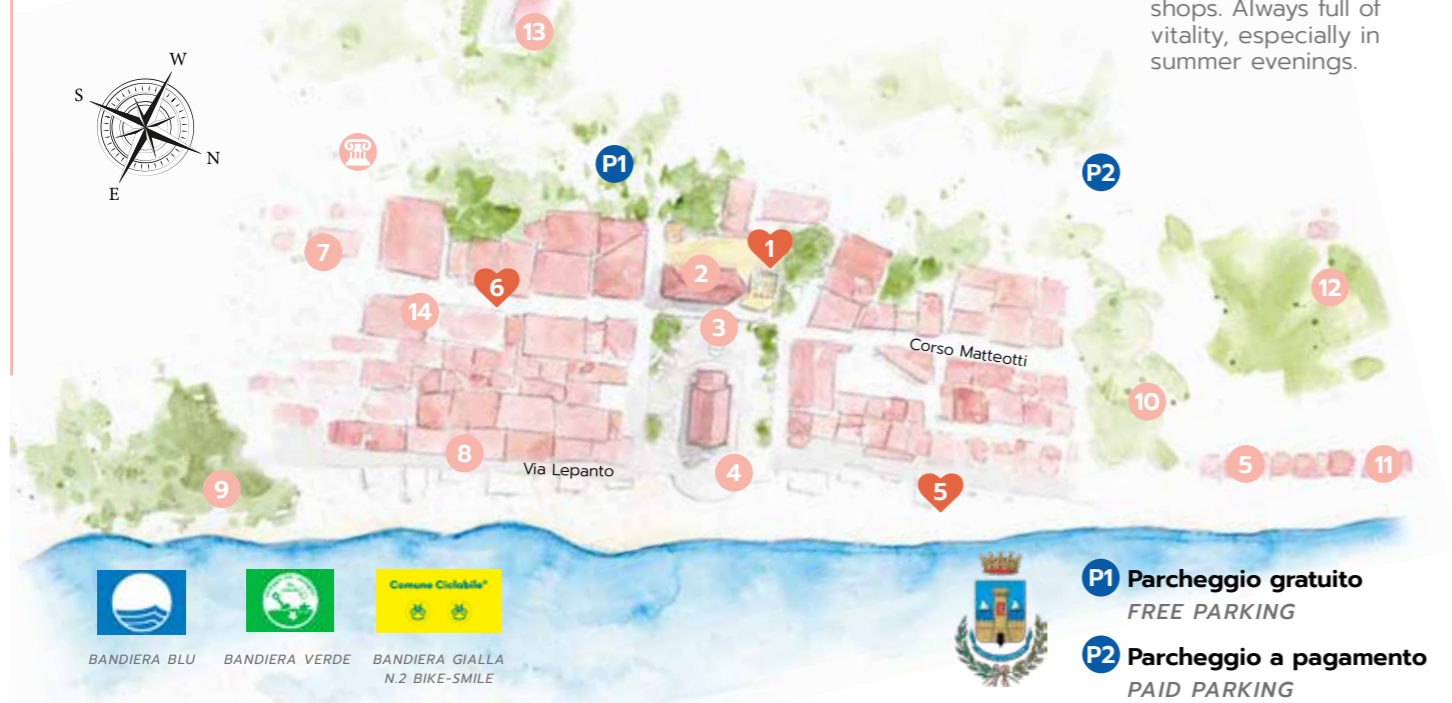 shops. Always full of
vitality, especially in
summer evenings.
13
W
S
N
E
P1
P2
1
7
2
6
12
14
3
Corso Matteotti
10
8
Via Lepanto
4
5
11
9
5
Comune Ciclabile®
BANDIERA BLU
BANDIERA VERDE
BANDIERA GIALLA
N.2 BIKE-SMILE
P1 Parcheggio gratuito
FREE PARKING
P2 Parcheggio a pagamento
PAID PARKING